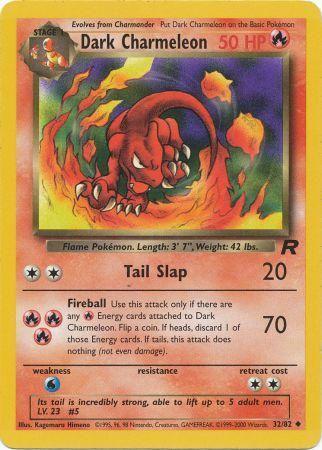 Evolves from Charmander Put Dark Charmeleon on the Basic Pokémon
STAGE 1
Dark Charmeleon 50 HP
Flame Pokémon. Length: 3' 7", Weight: 42 lbs.
R
Tail Slap 20
Fireball Use this attack only if there are
any Energy cards attached to Dark
Charmeleon. Flip a coin. If heads, discard 1 of
those Energy cards. If tails, this attack does
nothing (not even damage).
70
weakness resistance retreat cost
Its tail is incredibly strong, able to lift up to 5 adult men.
LV. 23 #5
Illus. Kagemaru Himeno ©1995, 96, 98 Nintendo, Creatures, GAMEFREAK. ©1999-2000 Wizards. 32/82